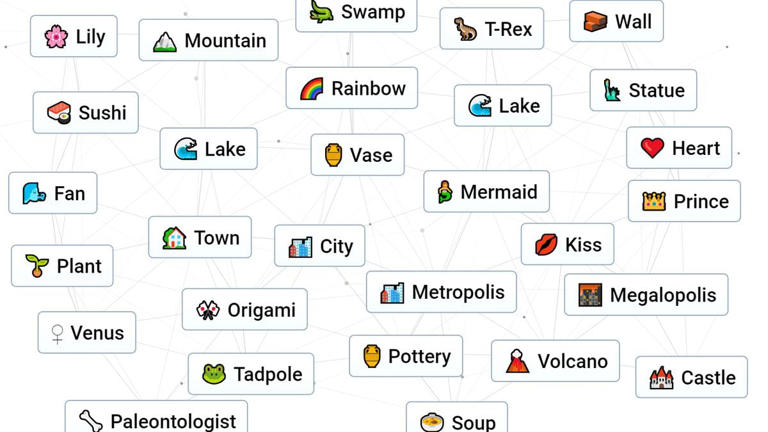 Swamp
Wall
T-Rex
Lily
Mountain
Rainbow
Statue
Lake
Sushi
Heart
Lake
Vase
Mermaid
Fan
Prince
Town
City
Kiss
Plant
Metropolis
Megalopolis
Origami
Venus
Pottery
Volcano
Tadpole
Castle
Paleontologist
Soup